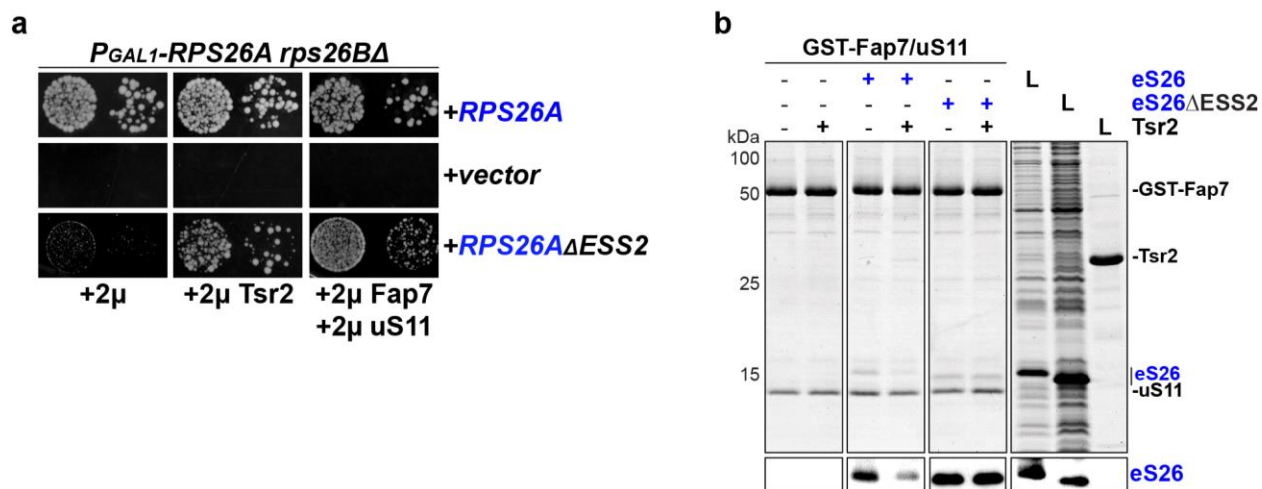 a
PGAL1-RPS26A rps26BΔ
+RPS26A
+vector
+RPS26AΔESS2
+2μ +2μ Tsr2 +2μ Fap7
+2μ uS11
b
GST-Fap7/uS11
- - + + L eS26
+ + L eS26ΔESS2
- + - + - + L Tsr2
kDa
100
50
25
15
-GST-Fap7
-Tsr2
|eS26
-uS11
eS26